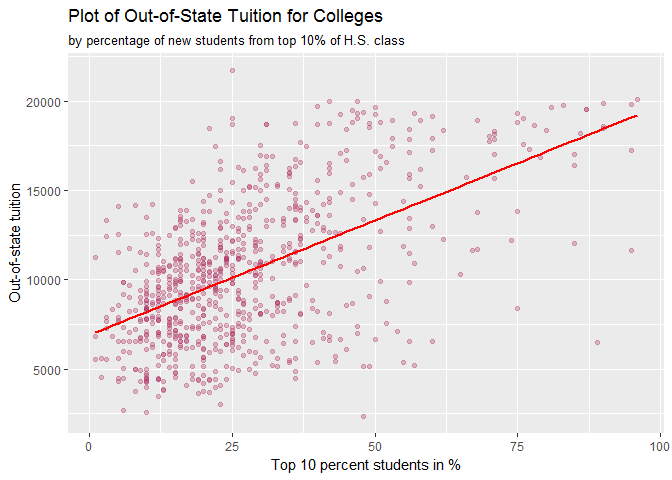 Plot of Out-of-State Tuition for Colleges
by percentage of new students from top 10% of H.S. class
Out-of-state tuition
20000
15000
10000
5000
0
25
50
75
100
Top 10 percent students in %